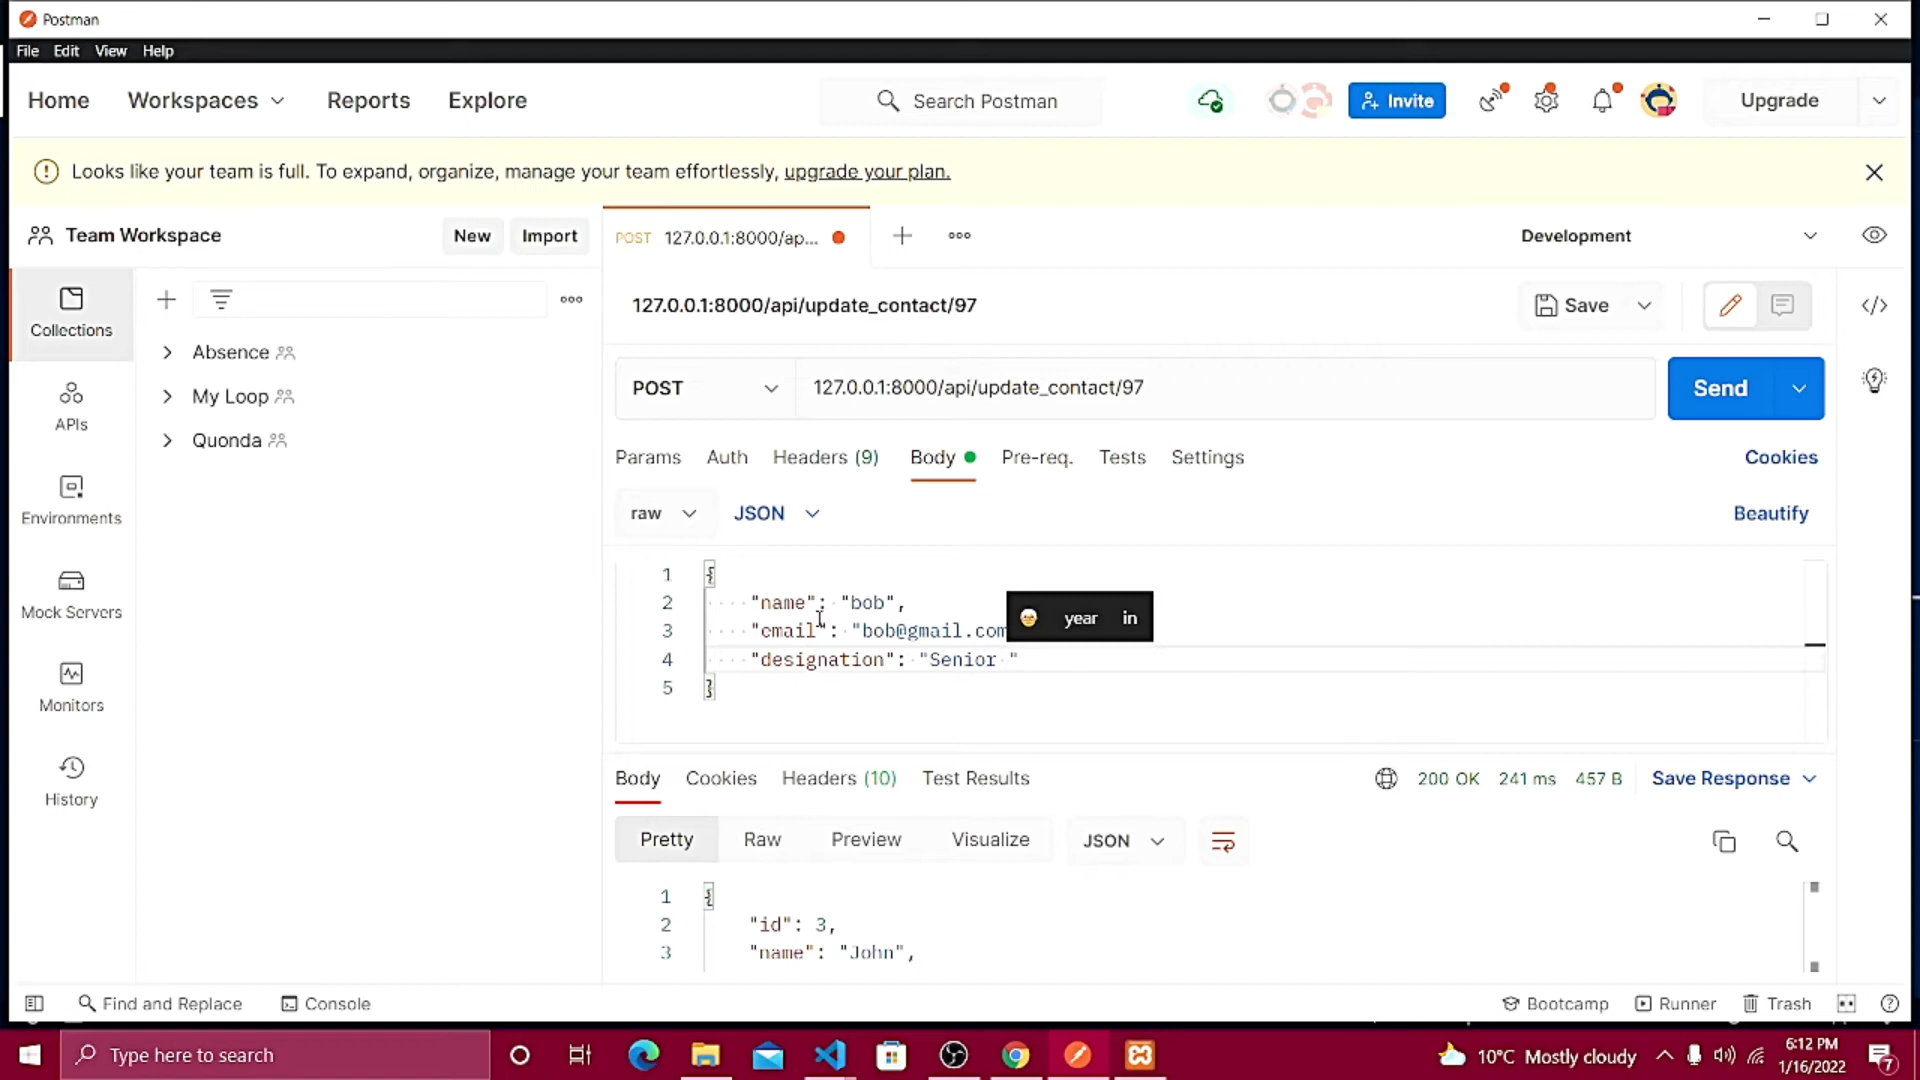 Postman
File Edit View Help
Home Workspaces Reports Explore Search Postman Invite Upgrade
Looks like your team is full. To expand, organize, manage your team effortlessly, upgrade your plan.
Team Workspace New Import POST 127.0.0.1:8000/ap... Development
Collections
127.0.0.1:8000/api/update_contact/97 Save
Absence
My Loop
Quonda
APIs
Environments
Mock Servers
Monitors
History
POST 127.0.0.1:8000/api/update_contact/97 Send
Params Auth Headers (9) Body Pre-req. Tests Settings Cookies
raw JSON Beautify
1 {
2 "name": "bob",
3 "email": "bob@gmail.com
year in
4 "designation": "Senior "
5 }
Body Cookies Headers (10) Test Results 200 OK 241 ms 457 B Save Response
Pretty Raw Preview Visualize JSON
1 {
2 "id": 3,
3 "name": "John",
Find and Replace Console Bootcamp Runner Trash
Type here to search 10°C Mostly cloudy 6:12 PM
1/16/2022
7